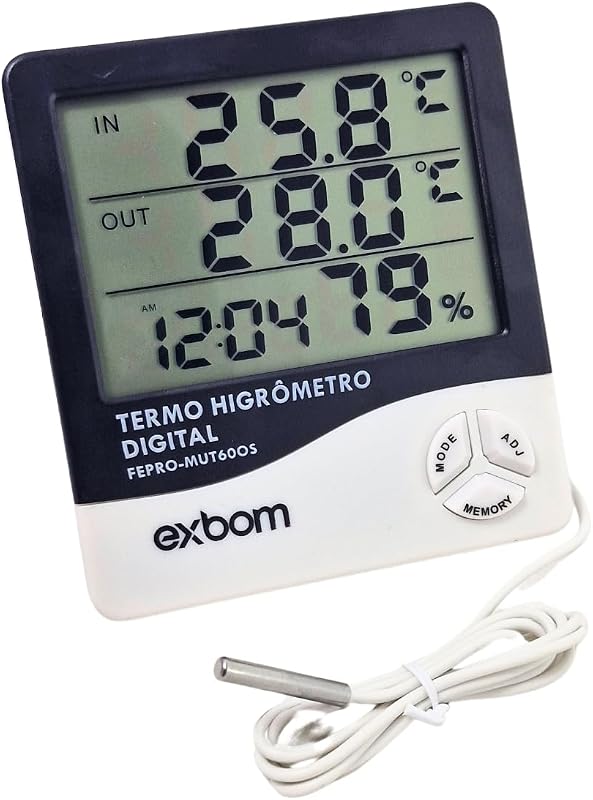 IN 25.8 °C
OUT 28.0 °C
AM
12:04 79 %
TERMO HIGRÔMETRO
DIGITAL
FEPRO-MUT600S
MODE
ADJ
MEMORY
exbom